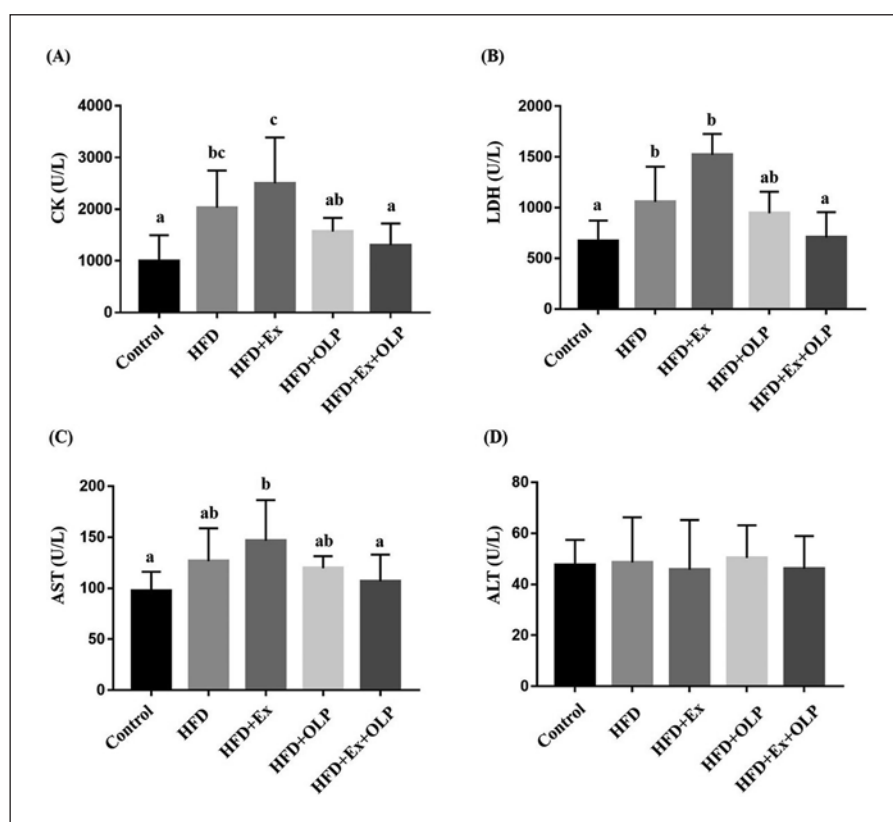 (A)
CK (U/L)
4000
3000
2000
1000
0
a
bc
c
ab
a
Control
HFD
HFD+Ex
HFD+OLP
HFD+Ex+OLP
(B)
LDH (U/L)
2000
1500
1000
500
0
a
b
b
ab
a
Control
HFD
HFD+Ex
HFD+OLP
HFD+Ex+OLP
(C)
AST (U/L)
200
150
100
50
0
a
ab
b
ab
a
Control
HFD
HFD+Ex
HFD+OLP
HFD+Ex+OLP
(D)
ALT (U/L)
80
60
40
20
0
Control
HFD
HFD+Ex
HFD+OLP
HFD+Ex+OLP